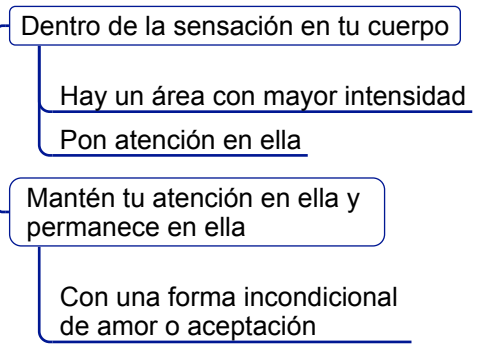 Dentro de la sensación en tu cuerpo
Hay un área con mayor intensidad
Pon atención en ella
Mantén tu atención en ella y
permanece en ella
Con una forma incondicional
de amor o aceptación